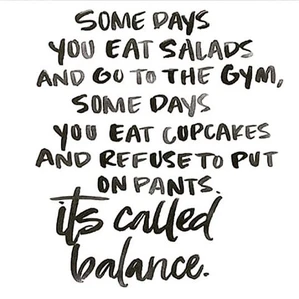 SOME DAYS
YOU EAT SALADS
AND GO TO THE GYM,
SOME DAYS
YOU EAT CUPCAKES
AND REFUSE TO PUT
ON PANTS.
its called
balance.